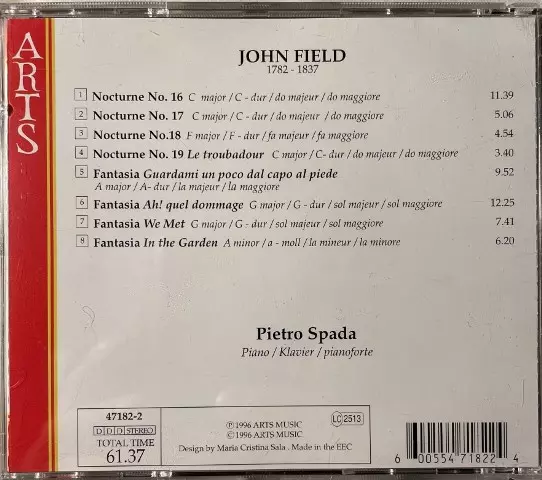 ARTS
JOHN FIELD
1782 - 1837
1 Nocturne No. 16 C major / C - dur / do majeur / do maggiore 11.39
2 Nocturne No. 17 C major / C - dur / do majeur / do maggiore 5.06
3 Nocturne No.18 F major / F - dur / fa majeur / fa maggiore 4.54
4 Nocturne No. 19 Le troubadour C major / C- dur / do majeur / do maggiore 3.40
5 Fantasia Guardami un poco dal capo al piede 9.52
A major / A- dur / la majeur / la maggiore
6 Fantasia Ah! quel dommage G major / G - dur / sol majeur / sol maggiore 12.25
7 Fantasia We Met G major / G - dur / sol majeur / sol maggiore 7.41
8 Fantasia In the Garden A minor / a - moll / la mineur / la minore 6.20
Pietro Spada
Piano / Klavier / pianoforte
47182-2
DDD STEREO
TOTAL TIME
61.37
℗ 1996 ARTS MUSIC
© 1996 ARTS MUSIC
Design by Maria Cristina Sala . Made in the EEC
LC 2513
6 00554 71822 4